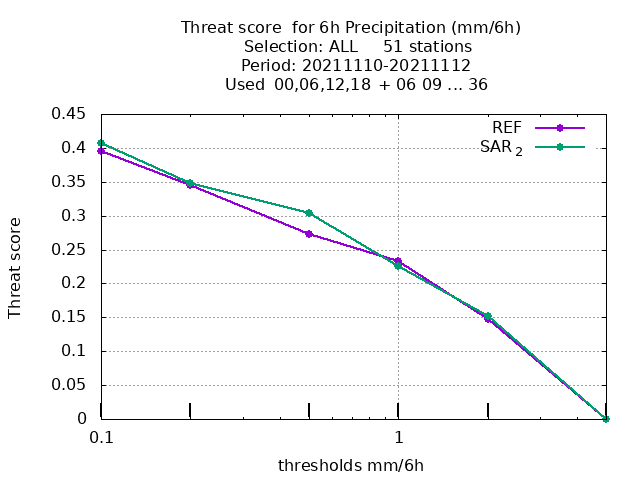 Threat score  for 6h Precipitation (mm/6h)
Selection: ALL     51 stations
Period: 20211110-20211112
Used  00,06,12,18  + 06 09 ... 36
REF
SAR 2
0.45
0.4
0.35
0.3
0.25
0.2
0.15
0.1
0.05
0
Threat score
0.1
1
thresholds mm/6h